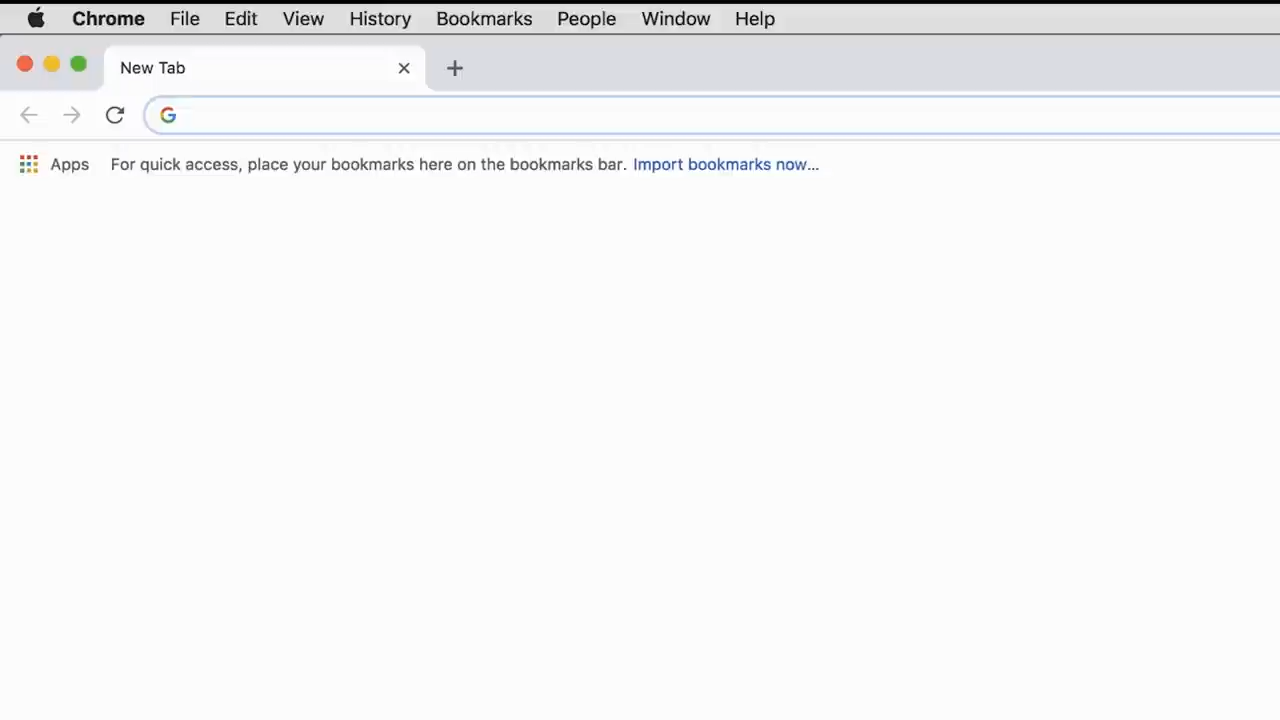 Chrome File Edit View History Bookmarks People Window Help
New Tab
Apps For quick access, place your bookmarks here on the bookmarks bar. Import bookmarks now...